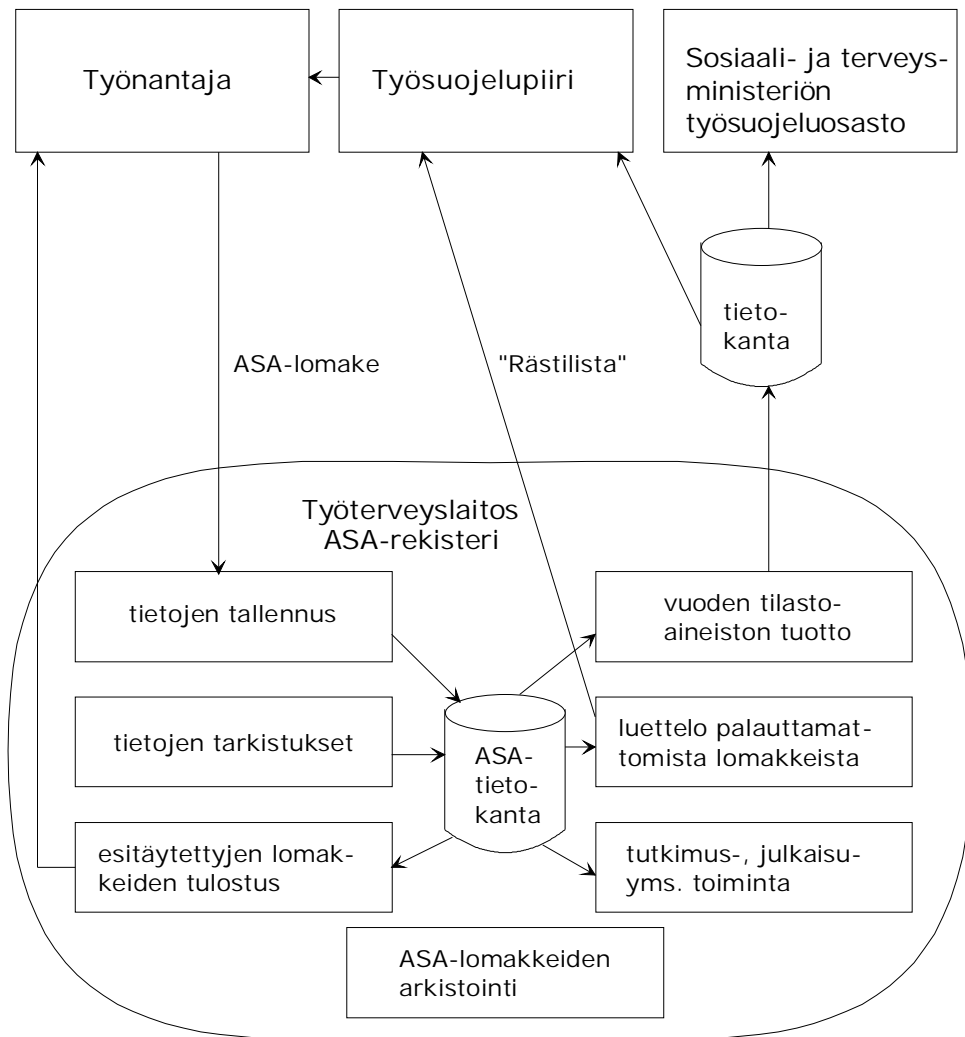 Työnantaja
Työsuojelupiiri
Sosiaali- ja terveys-
ministeriön
työsuojeluosasto
tieto-
kanta
ASA-lomake
"Rästilista"
Työterveyslaitos
ASA-rekisteri
tietojen tallennus
vuoden tilasto-
aineiston tuotto
tietojen tarkistukset
ASA-
tieto-
kanta
luettelo palauttamat-
tomista lomakkeista
esitäytettyjen lomak-
keiden tulostus
tutkimus-, julkaisu-
yms. toiminta
ASA-lomakkeiden
arkistointi